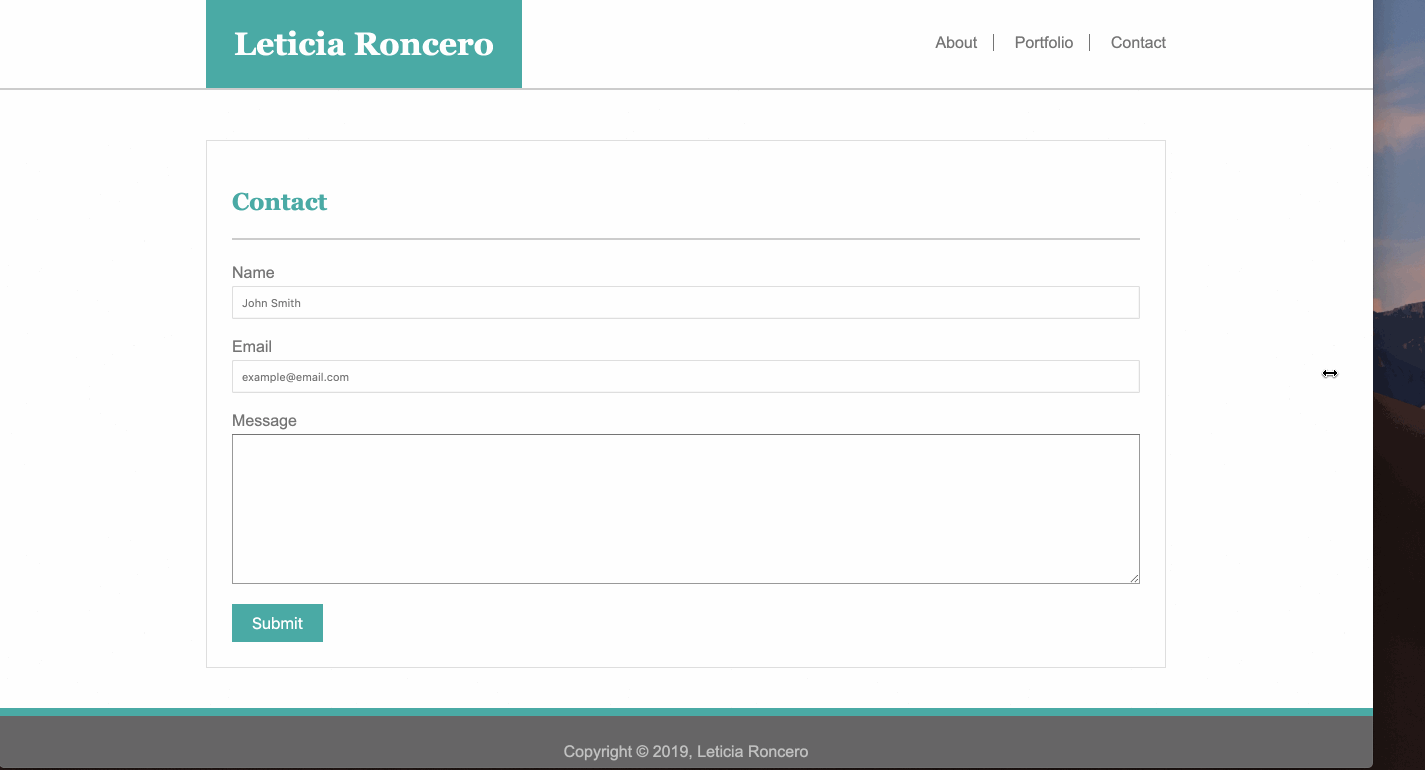 Leticia Roncero
About
Portfolio
Contact
Contact
Name
John Smith
Email
example@email.com
Message
Submit
Copyright © 2019, Leticia Roncero